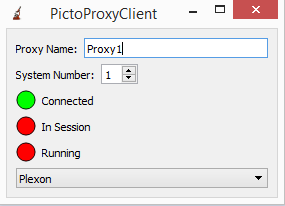 PictoProxyClient
Proxy Name: Proxy1
System Number: 1
Connected
In Session
Running
Plexon